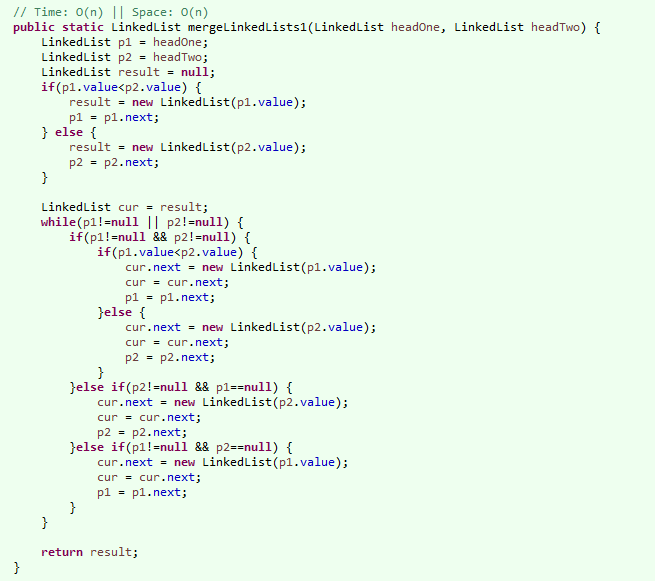 // Time: O(n) || Space: O(n)
public static LinkedList mergeLinkedLists1(LinkedList headOne, LinkedList headTwo) {
    LinkedList p1 = headOne;
    LinkedList p2 = headTwo;
    LinkedList result = null;
    if(p1.value<p2.value) {
        result = new LinkedList(p1.value);
        p1 = p1.next;
    } else {
        result = new LinkedList(p2.value);
        p2 = p2.next;
    }

    LinkedList cur = result;
    while(p1!=null || p2!=null) {
        if(p1!=null && p2!=null) {
            if(p1.value<p2.value) {
                cur.next = new LinkedList(p1.value);
                cur = cur.next;
                p1 = p1.next;
            }else {
                cur.next = new LinkedList(p2.value);
                cur = cur.next;
                p2 = p2.next;
            }
        }else if(p2!=null && p1==null) {
            cur.next = new LinkedList(p2.value);
            cur = cur.next;
            p2 = p2.next;
        }else if(p1!=null && p2==null) {
            cur.next = new LinkedList(p1.value);
            cur = cur.next;
            p1 = p1.next;
        }
    }

    return result;
}